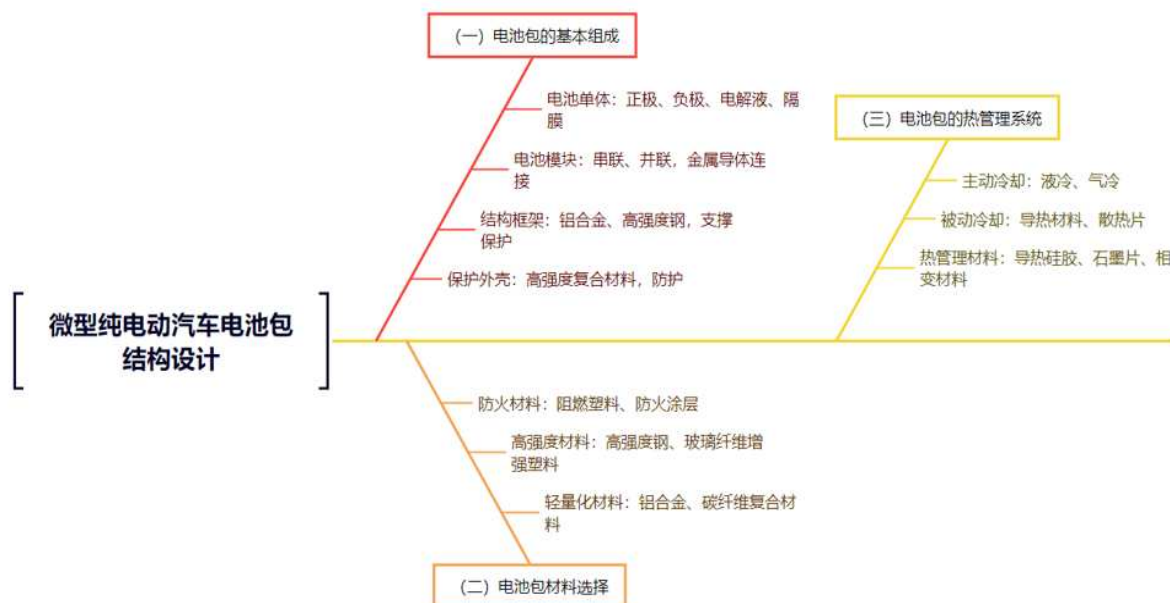 (一) 电池包的基本组成
电池单体：正极、负极、电解液、隔
膜
电池模块：串联、并联，金属导体连
接
结构框架：铝合金、高强度钢，支撑
保护
保护外壳：高强度复合材料，防护
(三) 电池包的热管理系统
主动冷却：液冷、气冷
被动冷却：导热材料、散热片
热管理材料：导热硅胶、石墨片、相
变材料
微型纯电动汽车电池包
结构设计
防火材料：阻燃塑料、防火涂层
高强度材料：高强度钢、玻璃纤维增
强塑料
轻量化材料：铝合金、碳纤维复合材
料
(二) 电池包材料选择